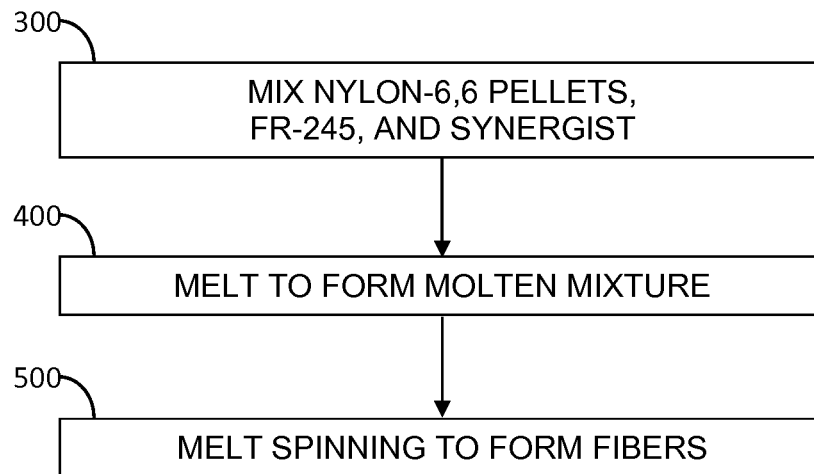 300
MIX NYLON-6,6 PELLETS,
FR-245, AND SYNERGIST
400
MELT TO FORM MOLTEN MIXTURE
500
MELT SPINNING TO FORM FIBERS